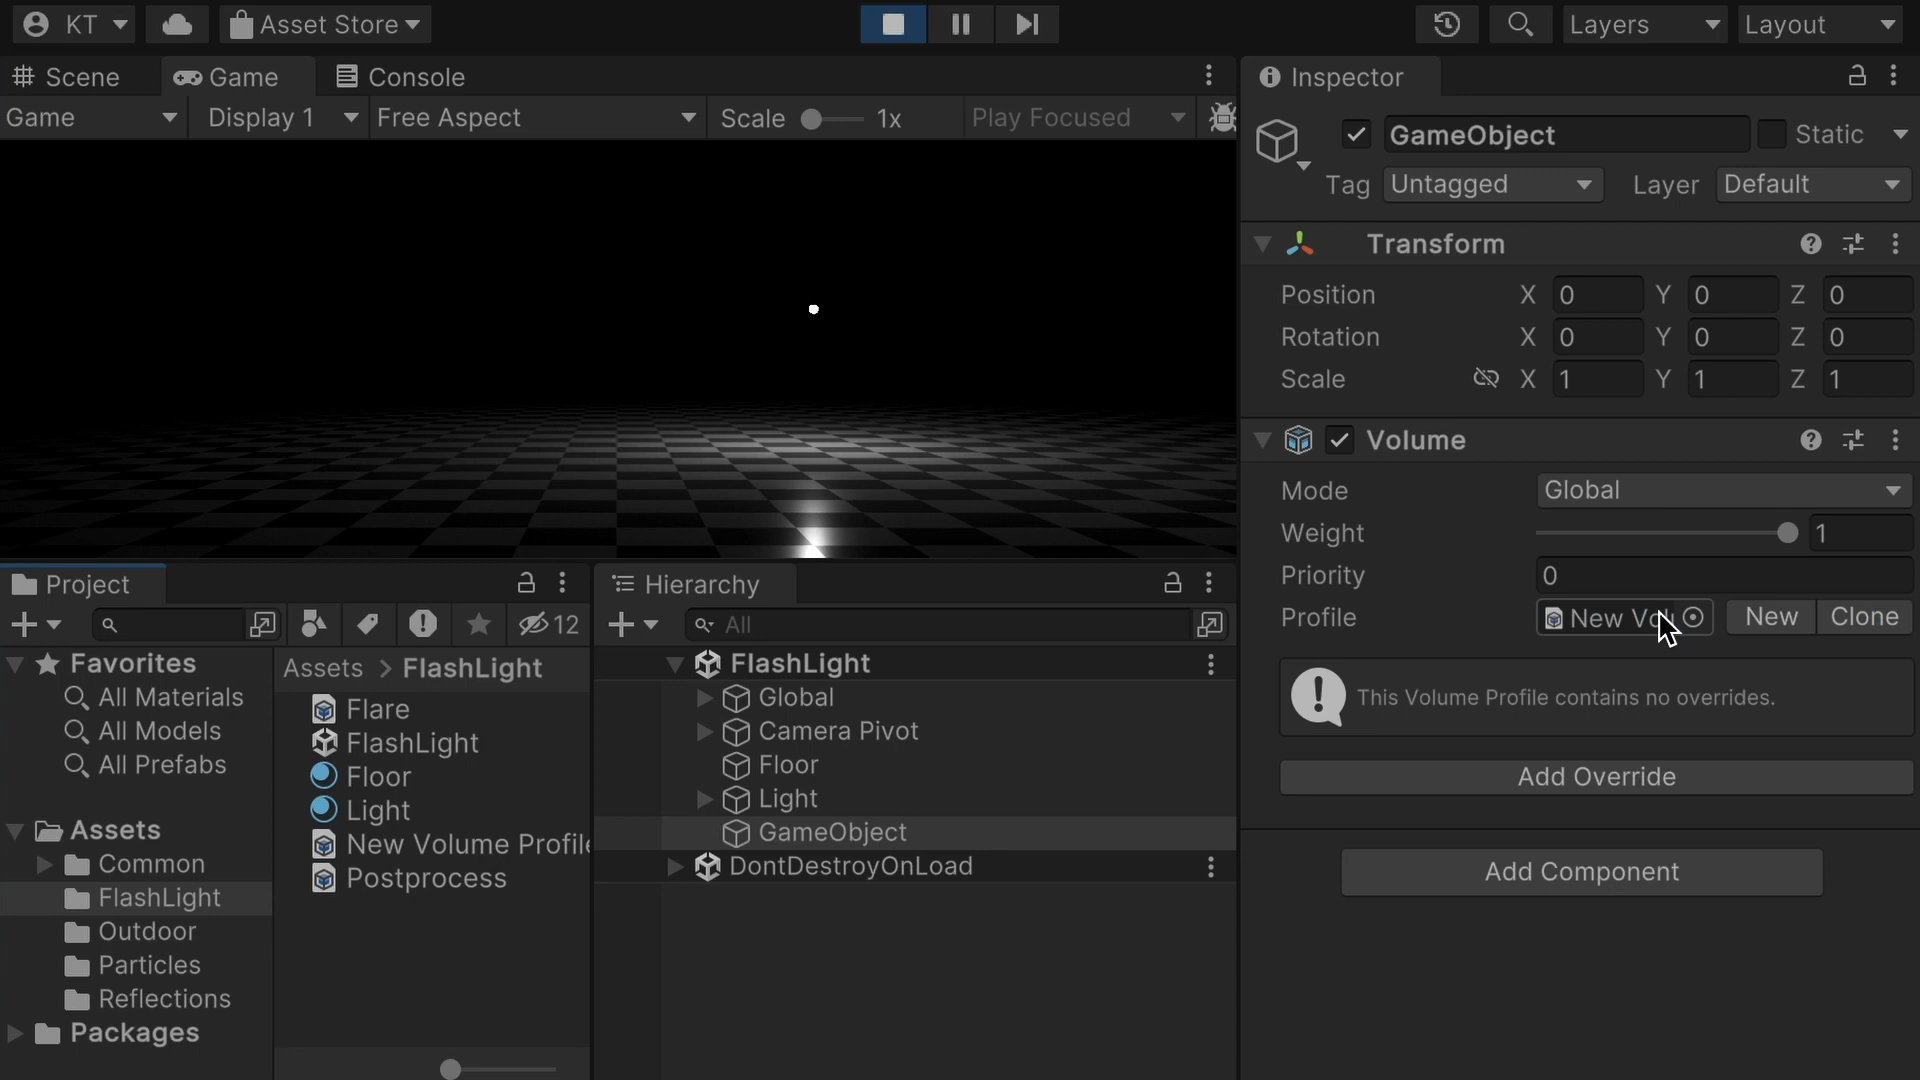 KT Asset Store Layers Layout
Scene Game Console
Game Display 1 Free Aspect Scale 1x Play Focused
Inspector
GameObject Static
Tag Untagged Layer Default
Transform
Position X 0 Y 0 Z 0
Rotation X 0 Y 0 Z 0
Scale X 1 Y 1 Z 1
Volume
Mode Global
Weight 1
Priority 0
Profile New New Clone
This Volume Profile contains no overrides.
Add Override
Add Component
Project
12
Favorites
All Materials
All Models
All Prefabs
Assets
Common
FlashLight
Outdoor
Particles
Reflections
Packages
Assets > FlashLight
Flare
FlashLight
Floor
Light
New Volume Profile
Postprocess
Hierarchy
All
FlashLight
Global
Camera Pivot
Floor
Light
GameObject
DontDestroyOnLoad